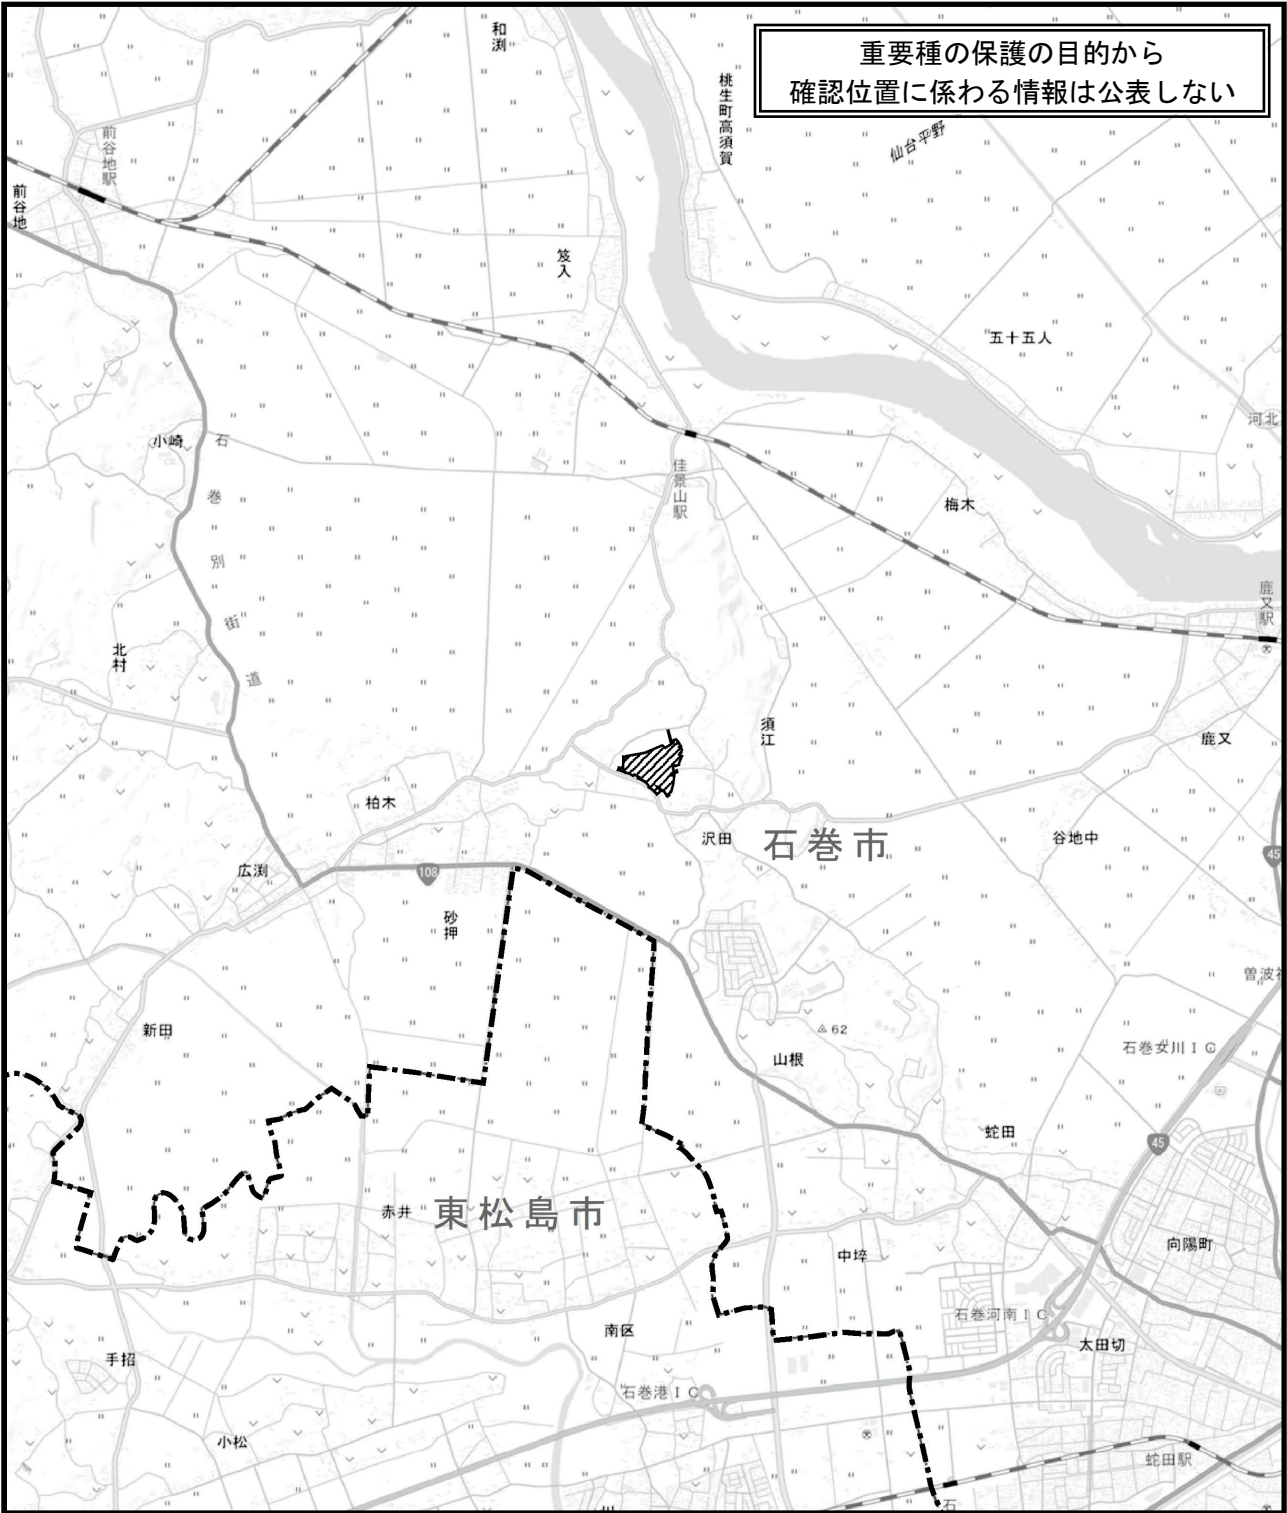 重要種の保護の目的から
確認位置に係わる情報は公表しない
和渕
桃生町高須賀
仙台平野
前谷地駅
前谷地
笈入
五十五人
河北
小崎
石巻別街道
佳景山駅
梅木
鹿又駅
北村
須江
鹿又
柏木
沢田
石巻市
谷地中
45
広渕
108
砂押
曽波
新田
62
山根
石巻女川IC
蛇田
45
赤井
東松島市
向陽町
中埣
石巻河南IC
南区
太田切
手招
石巻港IC
小松
蛇田駅
石